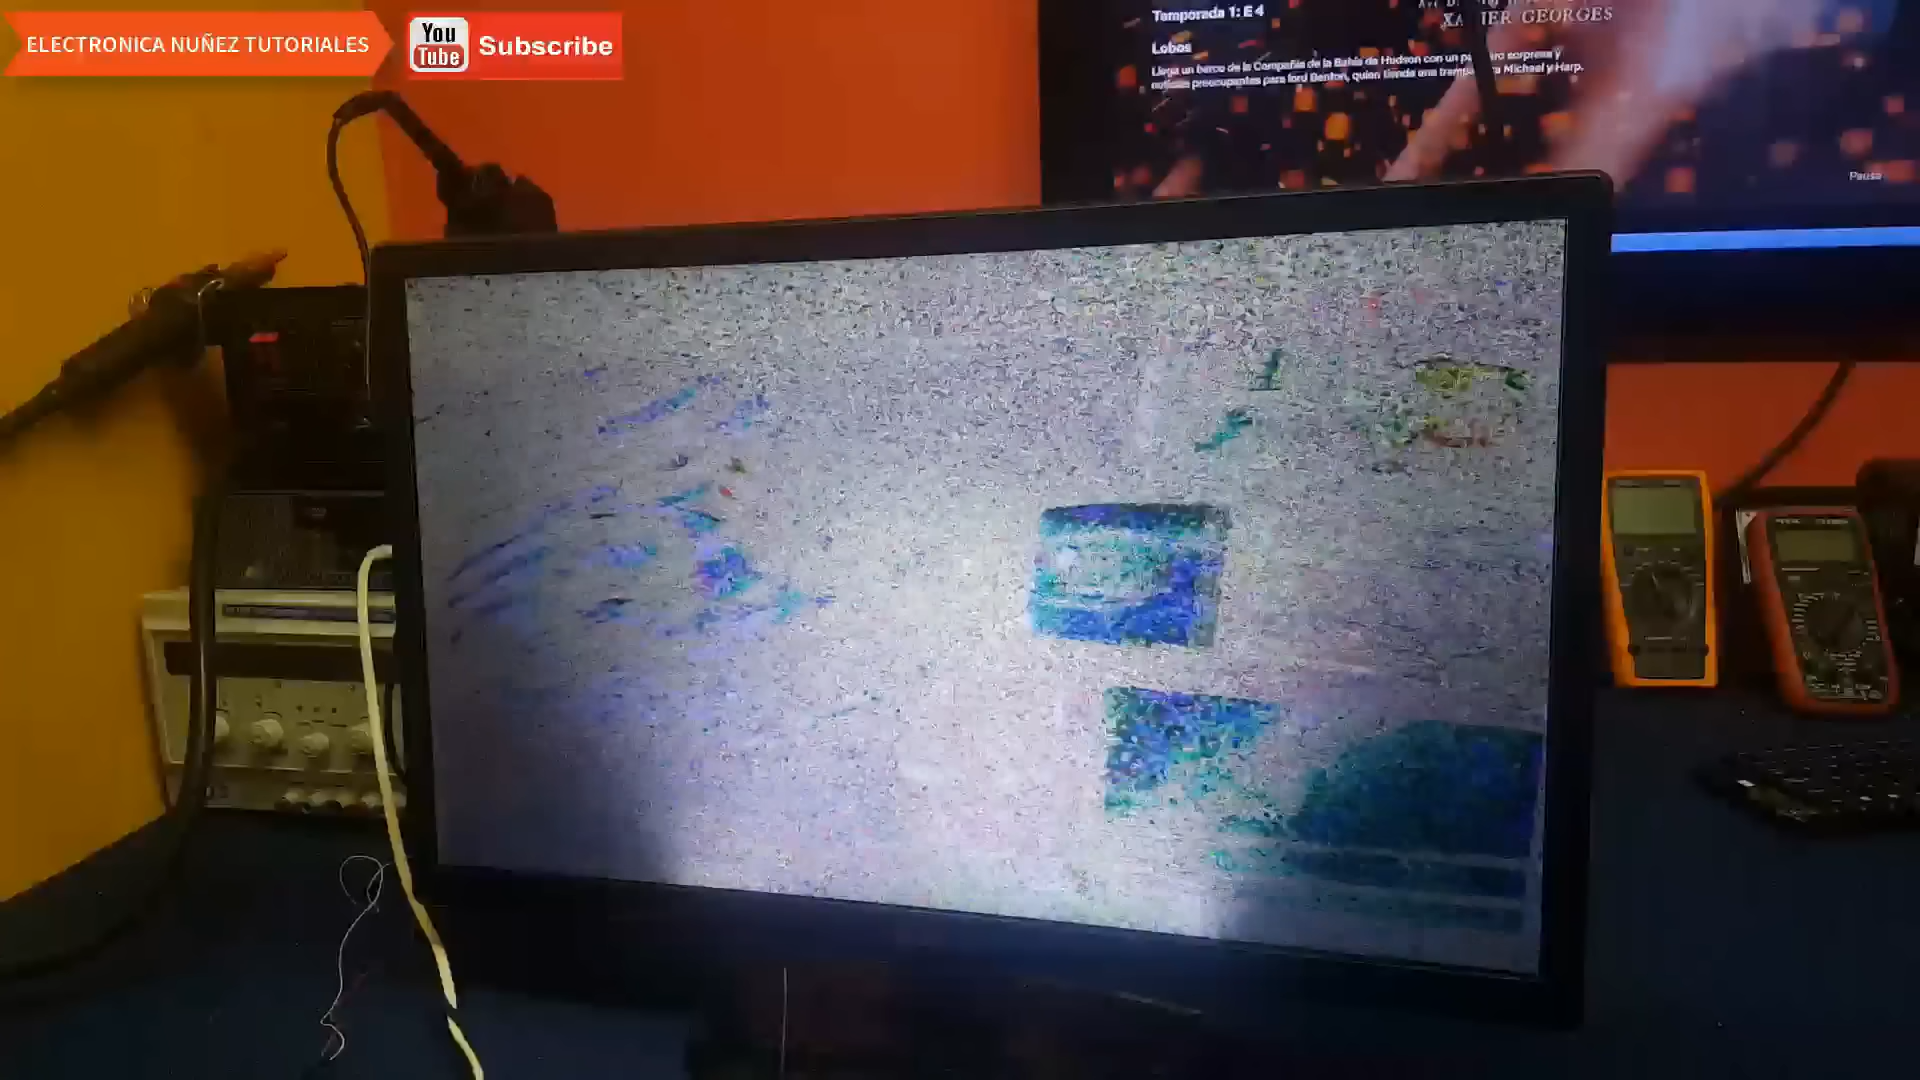 ELECTRONICA NUÑEZ TUTORIALES
You
Tube
Subscribe
Temporada 1: E 4
GEORGES
Lobos
Llega un barco de la Compañía de la Bahía de Hudson con un sorpresa y
noticias preocupantes para lord Benton, quien tiende una trampa a Michael y Harp.
Pausa